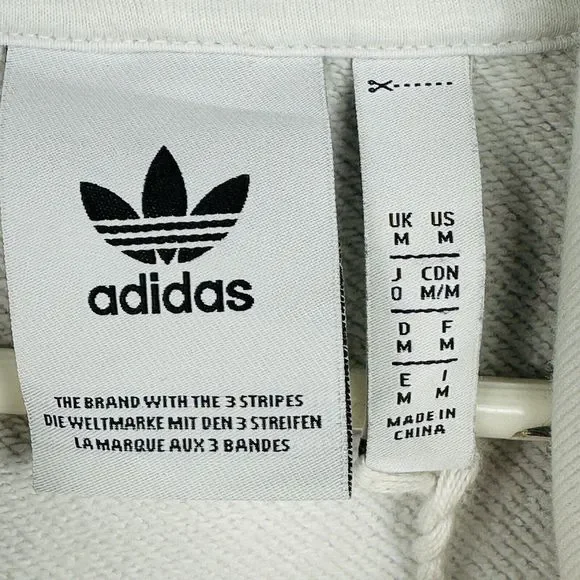 adidas
THE BRAND WITH THE 3 STRIPES
DIE WELTMARKE MIT DEN 3 STREIFEN
LA MARQUE AUX 3 BANDES
UK US
M M
J CDN
O M/M
D F
M M
E I
M M
MADE IN
CHINA